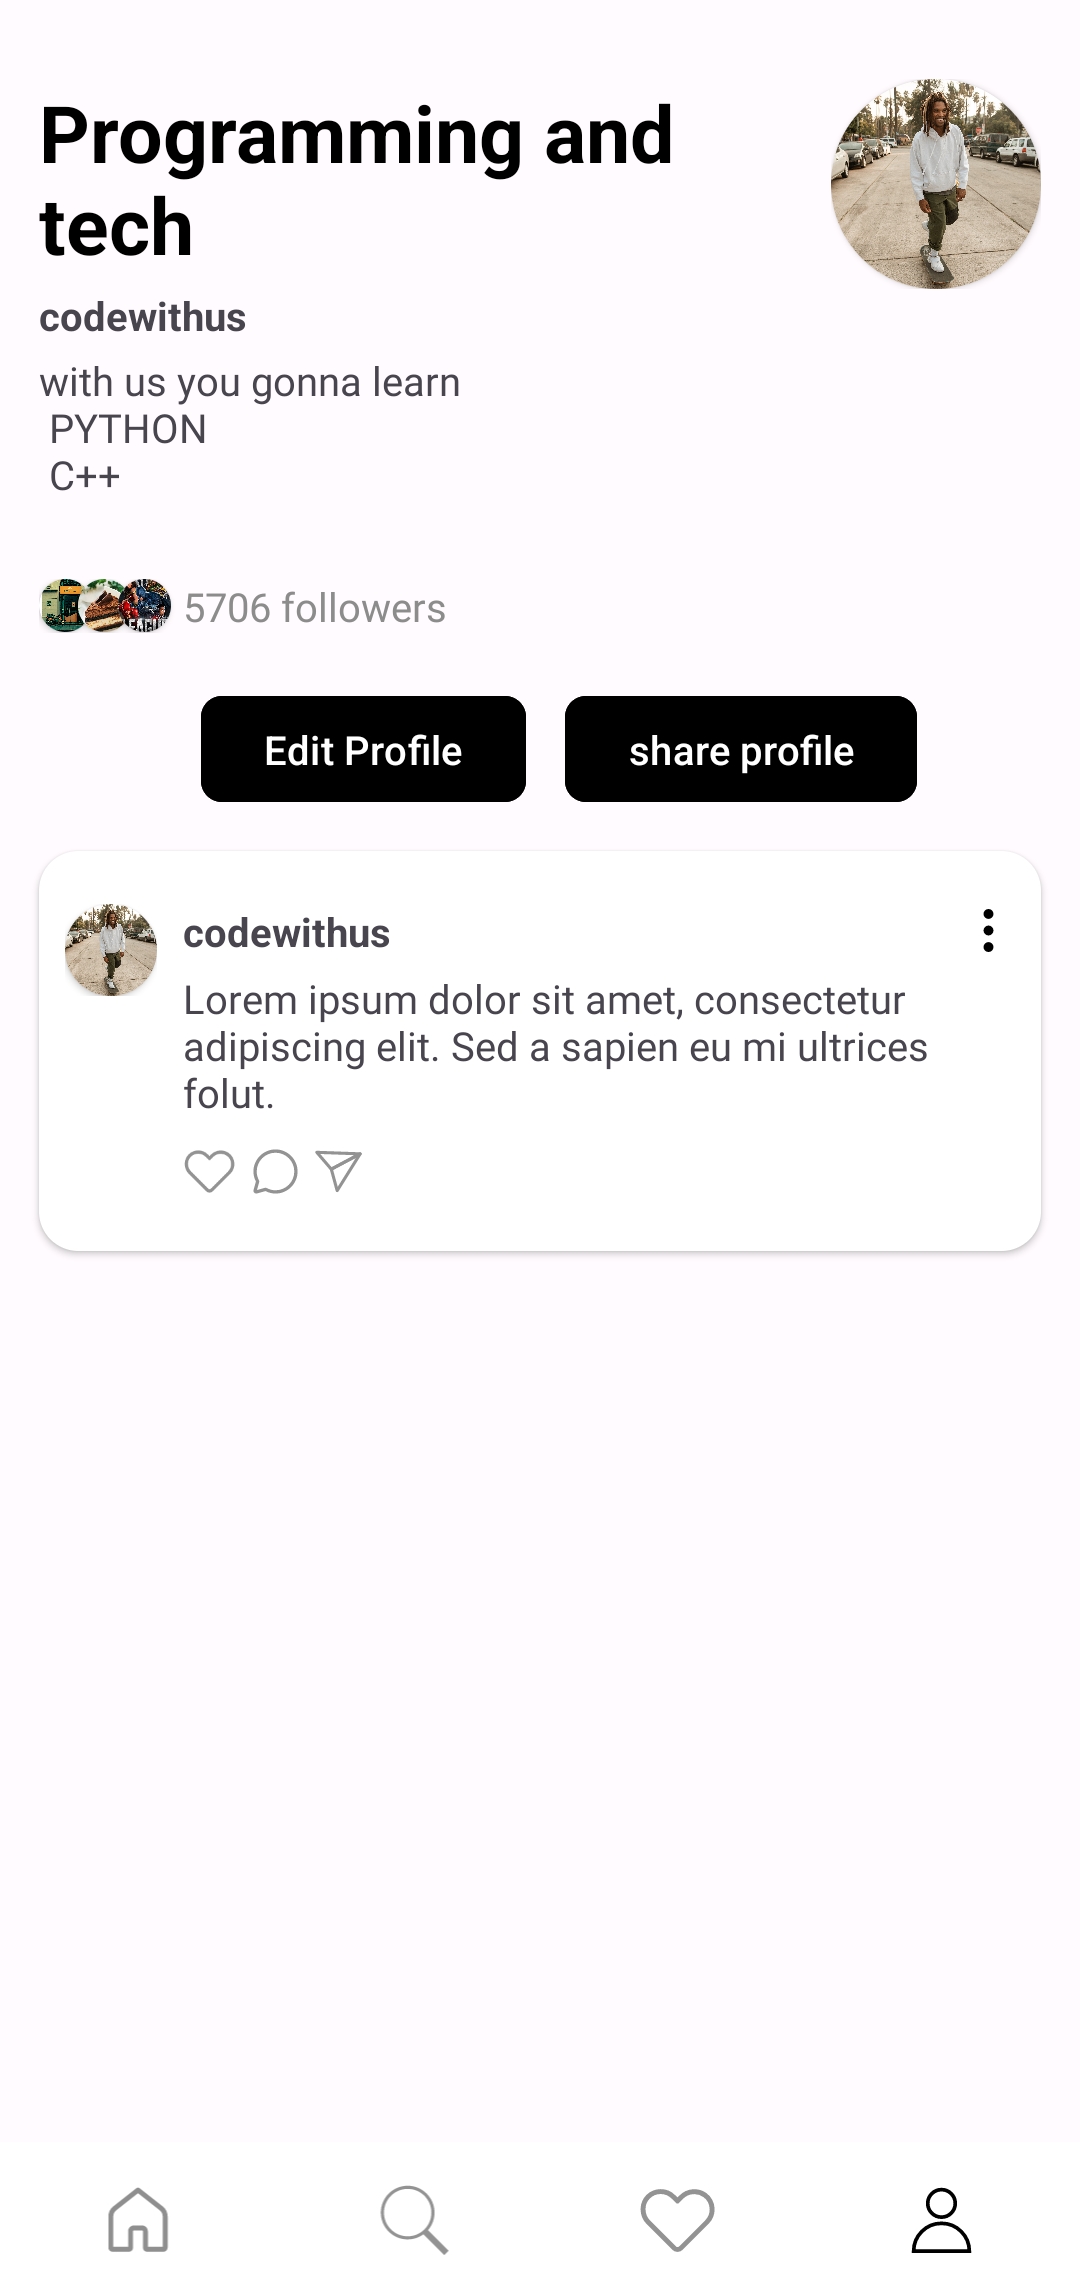 Programming and
tech
codewithus
with us you gonna learn
PYTHON
C++
5706 followers
Edit Profile
share profile
codewithus
Lorem ipsum dolor sit amet, consectetur
adipiscing elit. Sed a sapien eu mi ultrices
folut.